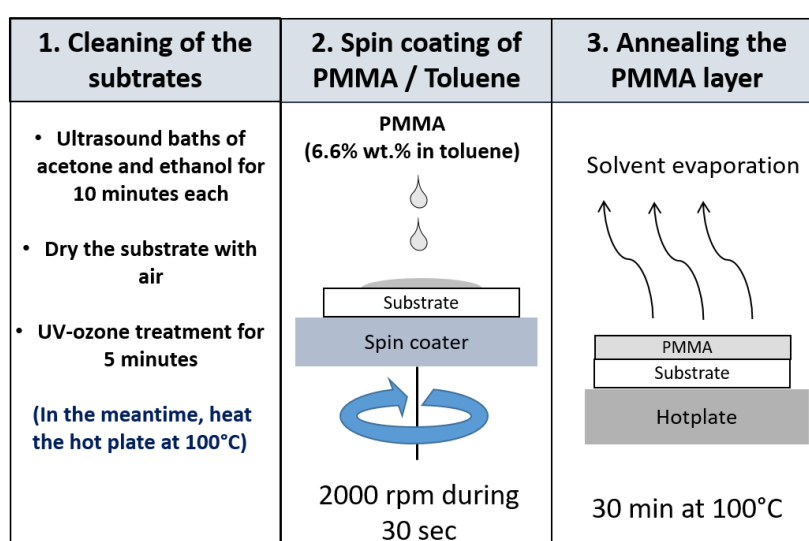 1. Cleaning of the
subtrates
• Ultrasound baths of
acetone and ethanol for
10 minutes each
• Dry the substrate with
air
• UV-ozone treatment for
5 minutes
(In the meantime, heat
the hot plate at 100°C)
2. Spin coating of
PMMA / Toluene
PMMA
(6.6% wt.% in toluene)
Substrate
Spin coater
2000 rpm during
30 sec
3. Annealing the
PMMA layer
Solvent evaporation
PMMA
Substrate
Hotplate
30 min at 100°C